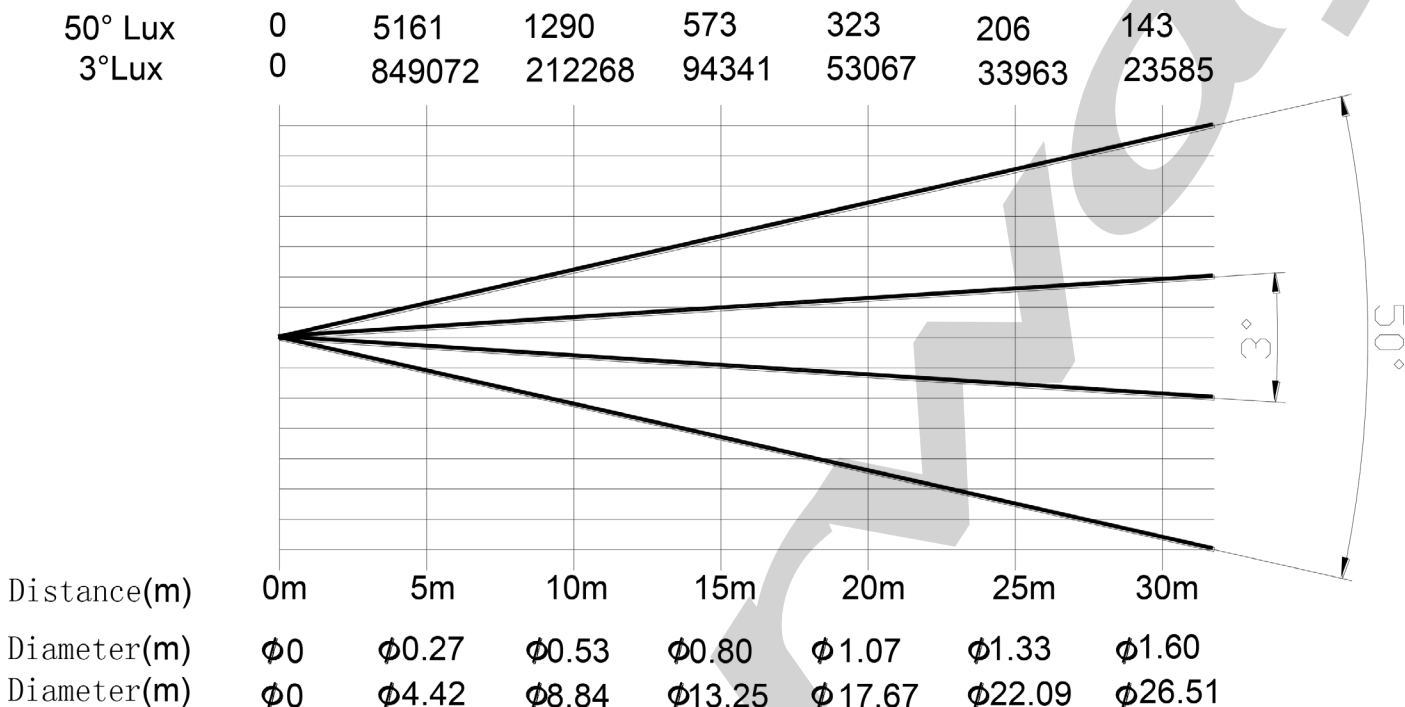 50° Lux 0 5161 1290 573 323 206 143
3°Lux 0 849072 212268 94341 53067 33963 23585
3°
50°
Distance(m) 0m 5m 10m 15m 20m 25m 30m
Diameter(m) ϕ0 ϕ0.27 ϕ0.53 ϕ0.80 ϕ1.07 ϕ1.33 ϕ1.60
Diameter(m) ϕ0 ϕ4.42 ϕ8.84 ϕ13.25 ϕ17.67 ϕ22.09 ϕ26.51